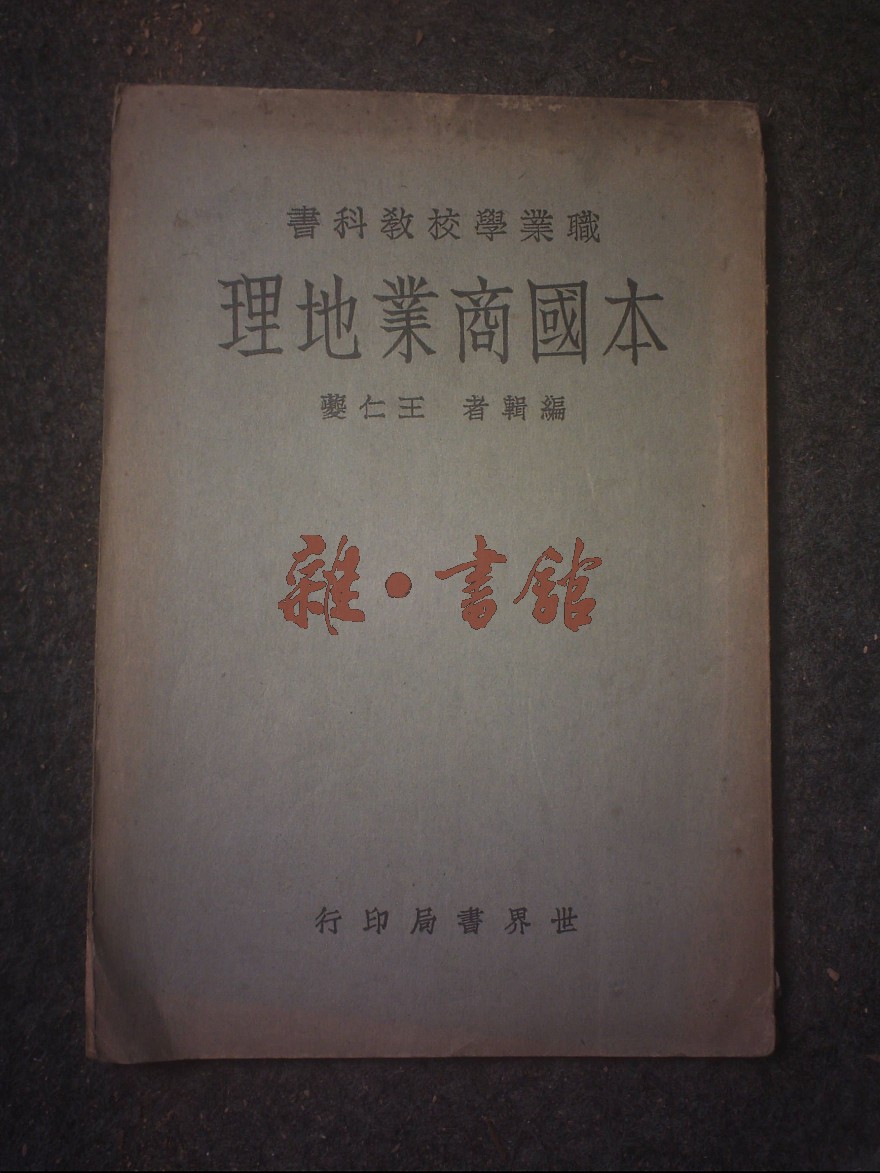 職業學校教科書
本國商業地理
編輯者 王仁夔
雜·書館
世界書局印行